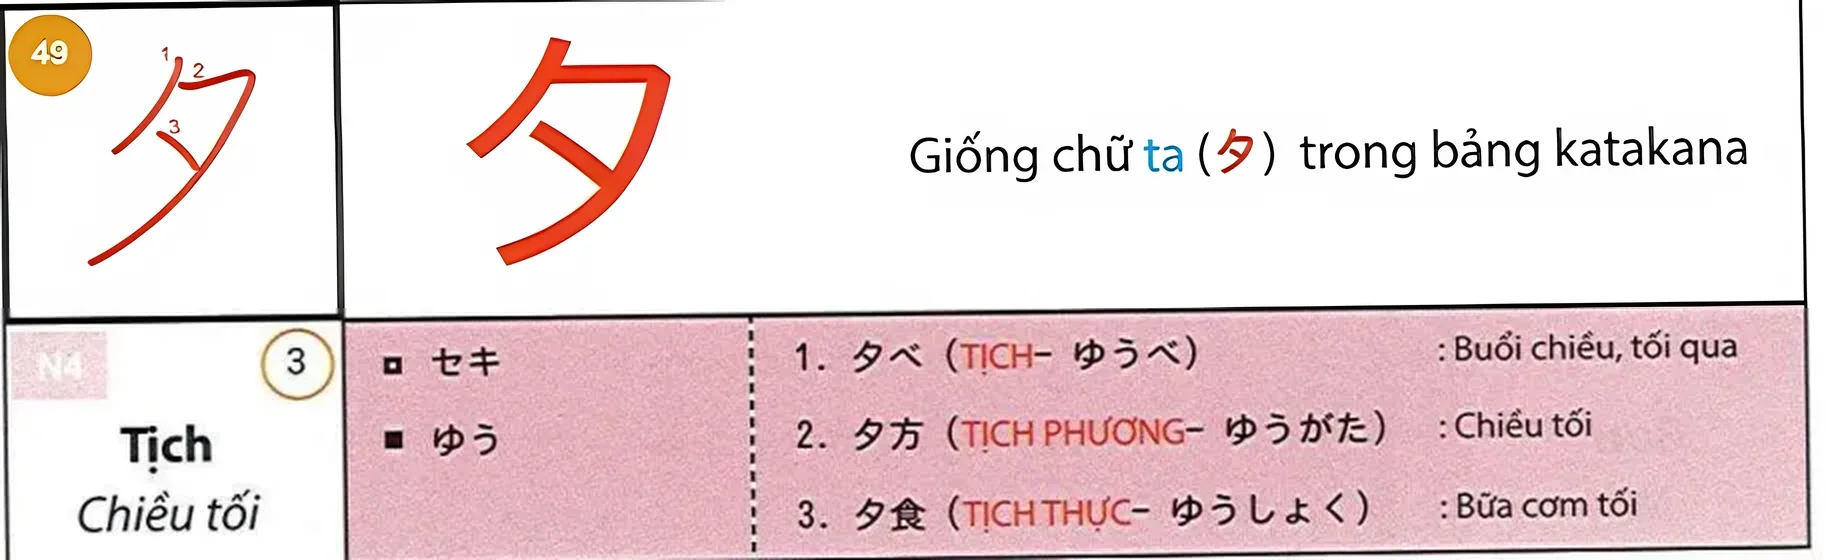 49
1
2
3
夕
Giống chữ ta (タ) trong bảng katakana
N4
3
Tịch
Chiều tối
セキ
ゆう
1. 夕べ (TỊCH- ゆうべ) : Buổi chiều, tối qua
2. 夕方 (TỊCH PHƯƠNG- ゆうがた) : Chiều tối
3. 夕食 (TỊCH THỰC- ゆうしょく) : Bữa cơm tối